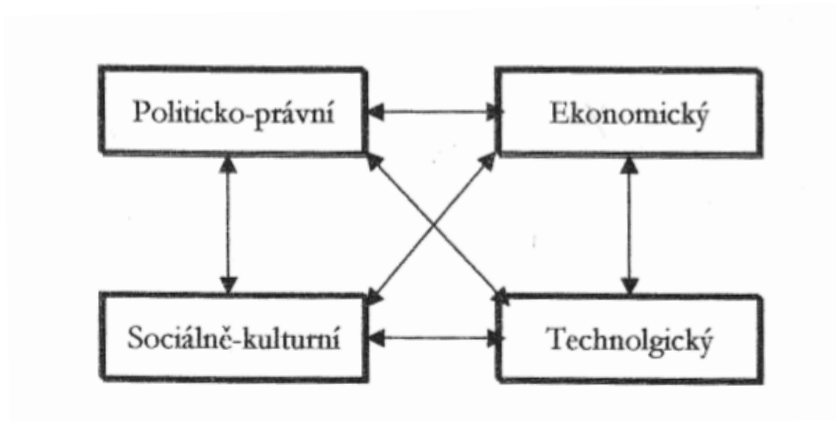 Politicko-právní
Ekonomický
Sociálně-kulturní
Technolgický